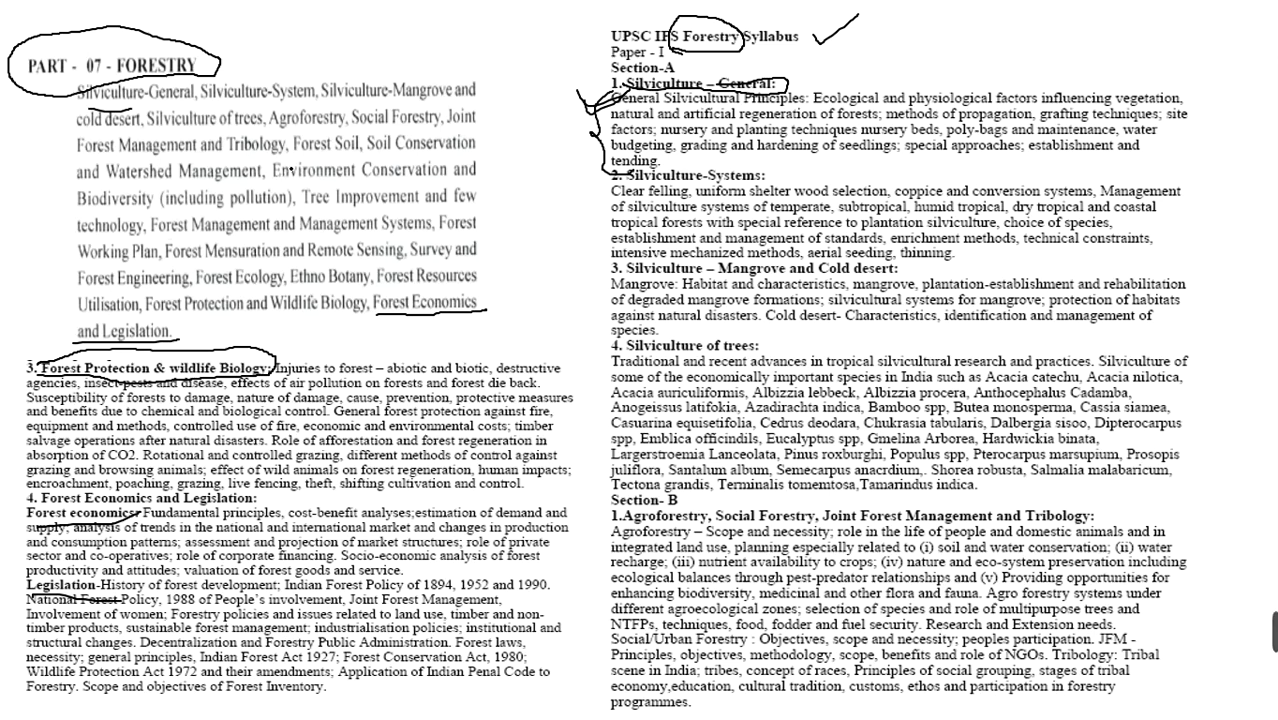 PART - 07 - FORESTRY
Silviculture-General, Silviculture-System, Silviculture-Mangrove and
cold desert, Silviculture of trees, Agroforestry, Social Forestry, Joint
Forest Management and Tribology, Forest Soil, Soil Conservation
and Watershed Management, Environment Conservation and
Biodiversity (including pollution), Tree Improvement and few
technology, Forest Management and Management Systems, Forest
Working Plan, Forest Mensuration and Remote Sensing, Survey and
Forest Engineering, Forest Ecology, Ethno Botany, Forest Resources
Utilisation, Forest Protection and Wildlife Biology, Forest Economics
and Legislation.
3. Forest Protection & wildlife Biology: Injuries to forest – abiotic and biotic, destructive
agencies, insect-pests and disease, effects of air pollution on forests and forest die back.
Susceptibility of forests to damage, nature of damage, cause, prevention, protective measures
and benefits due to chemical and biological control. General forest protection against fire,
equipment and methods, controlled use of fire, economic and environmental costs; timber
salvage operations after natural disasters. Role of afforestation and forest regeneration in
absorption of CO2. Rotational and controlled grazing, different methods of control against
grazing and browsing animals; effect of wild animals on forest regeneration, human impacts;
encroachment, poaching, grazing, live fencing, theft, shifting cultivation and control.
4. Forest Economics and Legislation:
Forest economics-Fundamental principles, cost-benefit analyses;estimation of demand and
supply; analysis of trends in the national and international market and changes in production
and consumption patterns; assessment and projection of market structures; role of private
sector and co-operatives; role of corporate financing. Socio-economic analysis of forest
productivity and attitudes; valuation of forest goods and service.
Legislation-History of forest development; Indian Forest Policy of 1894, 1952 and 1990.
National Forest Policy, 1988 of People's involvement, Joint Forest Management,
Involvement of women; Forestry policies and issues related to land use, timber and non-
timber products, sustainable forest management; industrialisation policies; institutional and
structural changes. Decentralization and Forestry Public Administration. Forest laws,
necessity; general principles, Indian Forest Act 1927; Forest Conservation Act, 1980;
Wildlife Protection Act 1972 and their amendments; Application of Indian Penal Code to
Forestry. Scope and objectives of Forest Inventory.
UPSC IFS Forestry Syllabus
Paper - I
Section-A
1. Silviculture – General:
General Silvicultural Principles: Ecological and physiological factors influencing vegetation,
natural and artificial regeneration of forests; methods of propagation, grafting techniques; site
factors; nursery and planting techniques nursery beds, poly-bags and maintenance, water
budgeting, grading and hardening of seedlings; special approaches; establishment and
tending.
2. Silviculture-Systems:
Clear felling, uniform shelter wood selection, coppice and conversion systems, Management
of silviculture systems of temperate, subtropical, humid tropical, dry tropical and coastal
tropical forests with special reference to plantation silviculture, choice of species,
establishment and management of standards, enrichment methods, technical constraints,
intensive mechanized methods, aerial seeding, thinning.
3. Silviculture – Mangrove and Cold desert:
Mangrove: Habitat and characteristics, mangrove, plantation-establishment and rehabilitation
of degraded mangrove formations; silvicultural systems for mangrove; protection of habitats
against natural disasters. Cold desert- Characteristics, identification and management of
species.
4. Silviculture of trees:
Traditional and recent advances in tropical silvicultural research and practices. Silviculture of
some of the economically important species in India such as Acacia catechu, Acacia nilotica,
Acacia auriculiformis, Albizzia lebbeck, Albizzia procera, Anthocephalus Cadamba,
Anogeissus latifokia, Azadirachta indica, Bamboo spp, Butea monosperma, Cassia siamea,
Casuarina equisetifolia, Cedrus deodara, Chukrasia tabularis, Dalbergia sisoo, Dipterocarpus
spp, Emblica officindils, Eucalyptus spp, Gmelina Arborea, Hardwickia binata,
Largerstroemia Lanceolata, Pinus roxburghi, Populus spp, Pterocarpus marsupium, Prosopis
juliflora, Santalum album, Semecarpus anacrdium,. Shorea robusta, Salmalia malabaricum,
Tectona grandis, Terminalis tomemtosa,Tamarindus indica.
Section- B
1.Agroforestry, Social Forestry, Joint Forest Management and Tribology:
Agroforestry – Scope and necessity; role in the life of people and domestic animals and in
integrated land use, planning especially related to (i) soil and water conservation; (ii) water
recharge; (iii) nutrient availability to crops; (iv) nature and eco-system preservation including
ecological balances through pest-predator relationships and (v) Providing opportunities for
enhancing biodiversity, medicinal and other flora and fauna. Agro forestry systems under
different agroecological zones; selection of species and role of multipurpose trees and
NTFPs, techniques, food, fodder and fuel security. Research and Extension needs.
Social/Urban Forestry : Objectives, scope and necessity; peoples participation. JFM -
Principles, objectives, methodology, scope, benefits and role of NGOs. Tribology: Tribal
scene in India; tribes, concept of races, Principles of social grouping, stages of tribal
economy,education, cultural tradition, customs, ethos and participation in forestry
programmes.